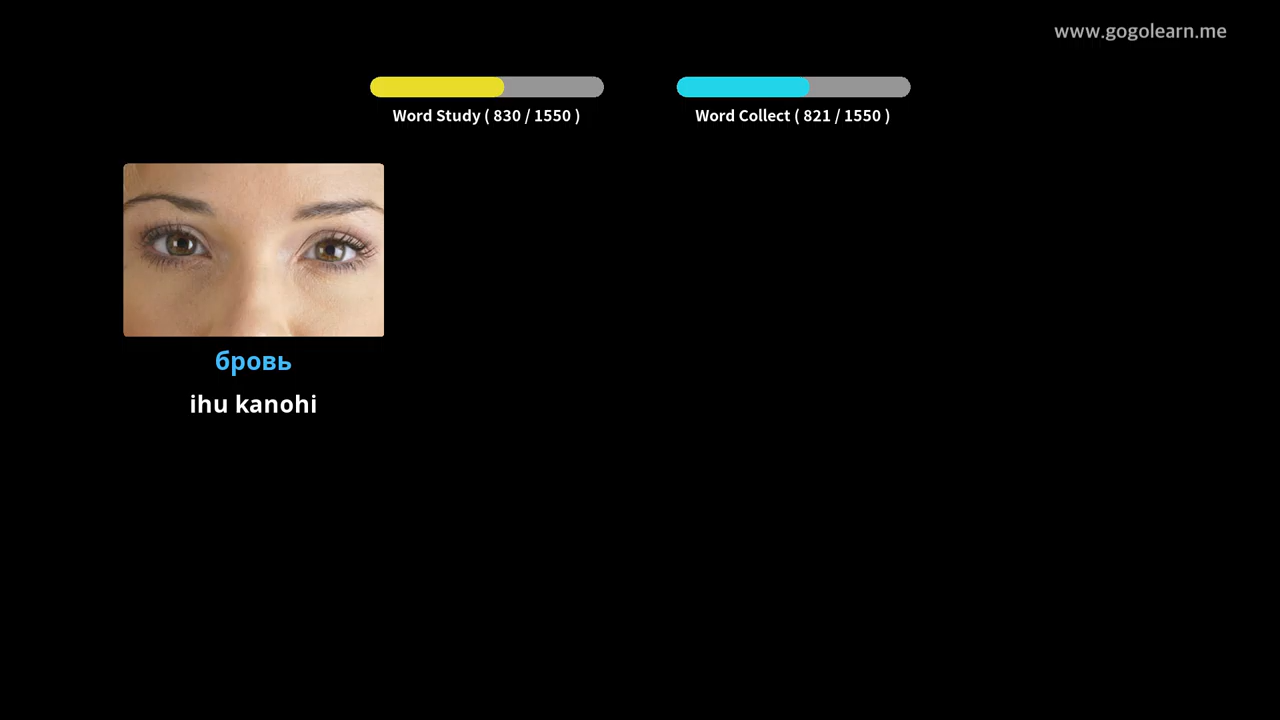 www.gogolearn.me
Word Study ( 830 / 1550 )
Word Collect ( 821 / 1550 )
бровь
ihu kanohi